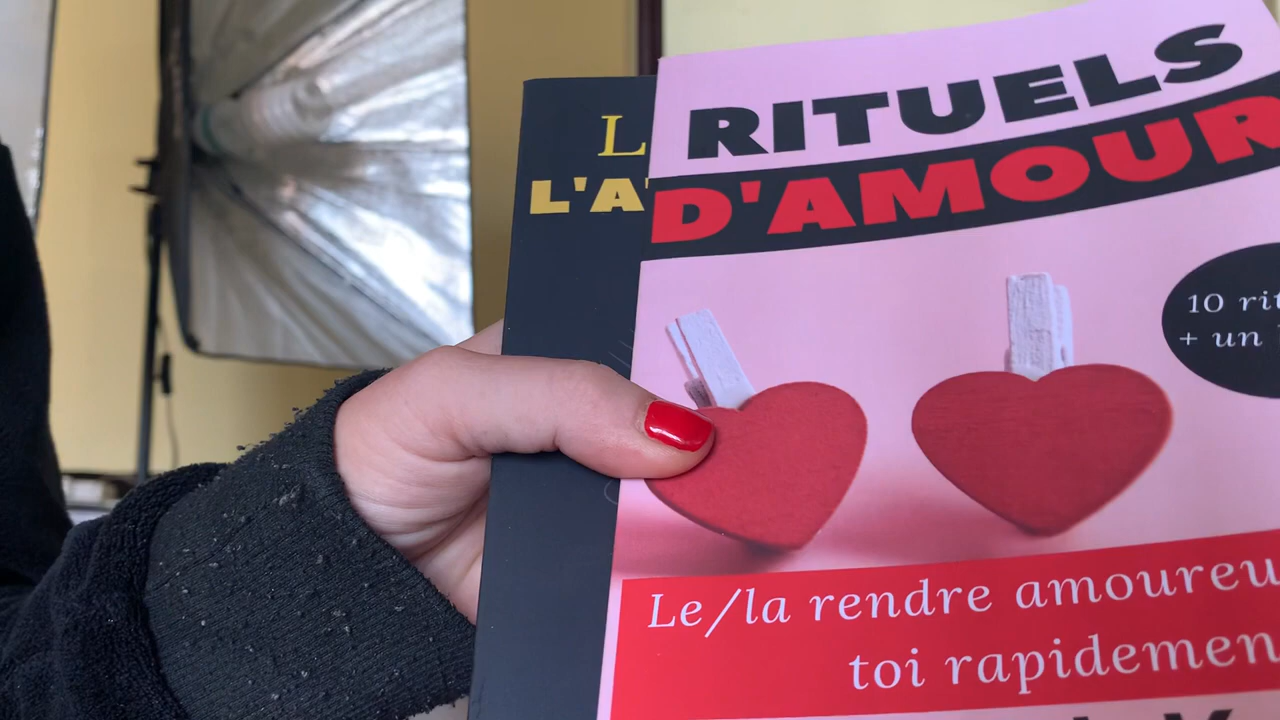 RITUELS
D'AMOUR
L
L'A
10 rit
+ un
Le/la rendre amoureu
toi rapidemen